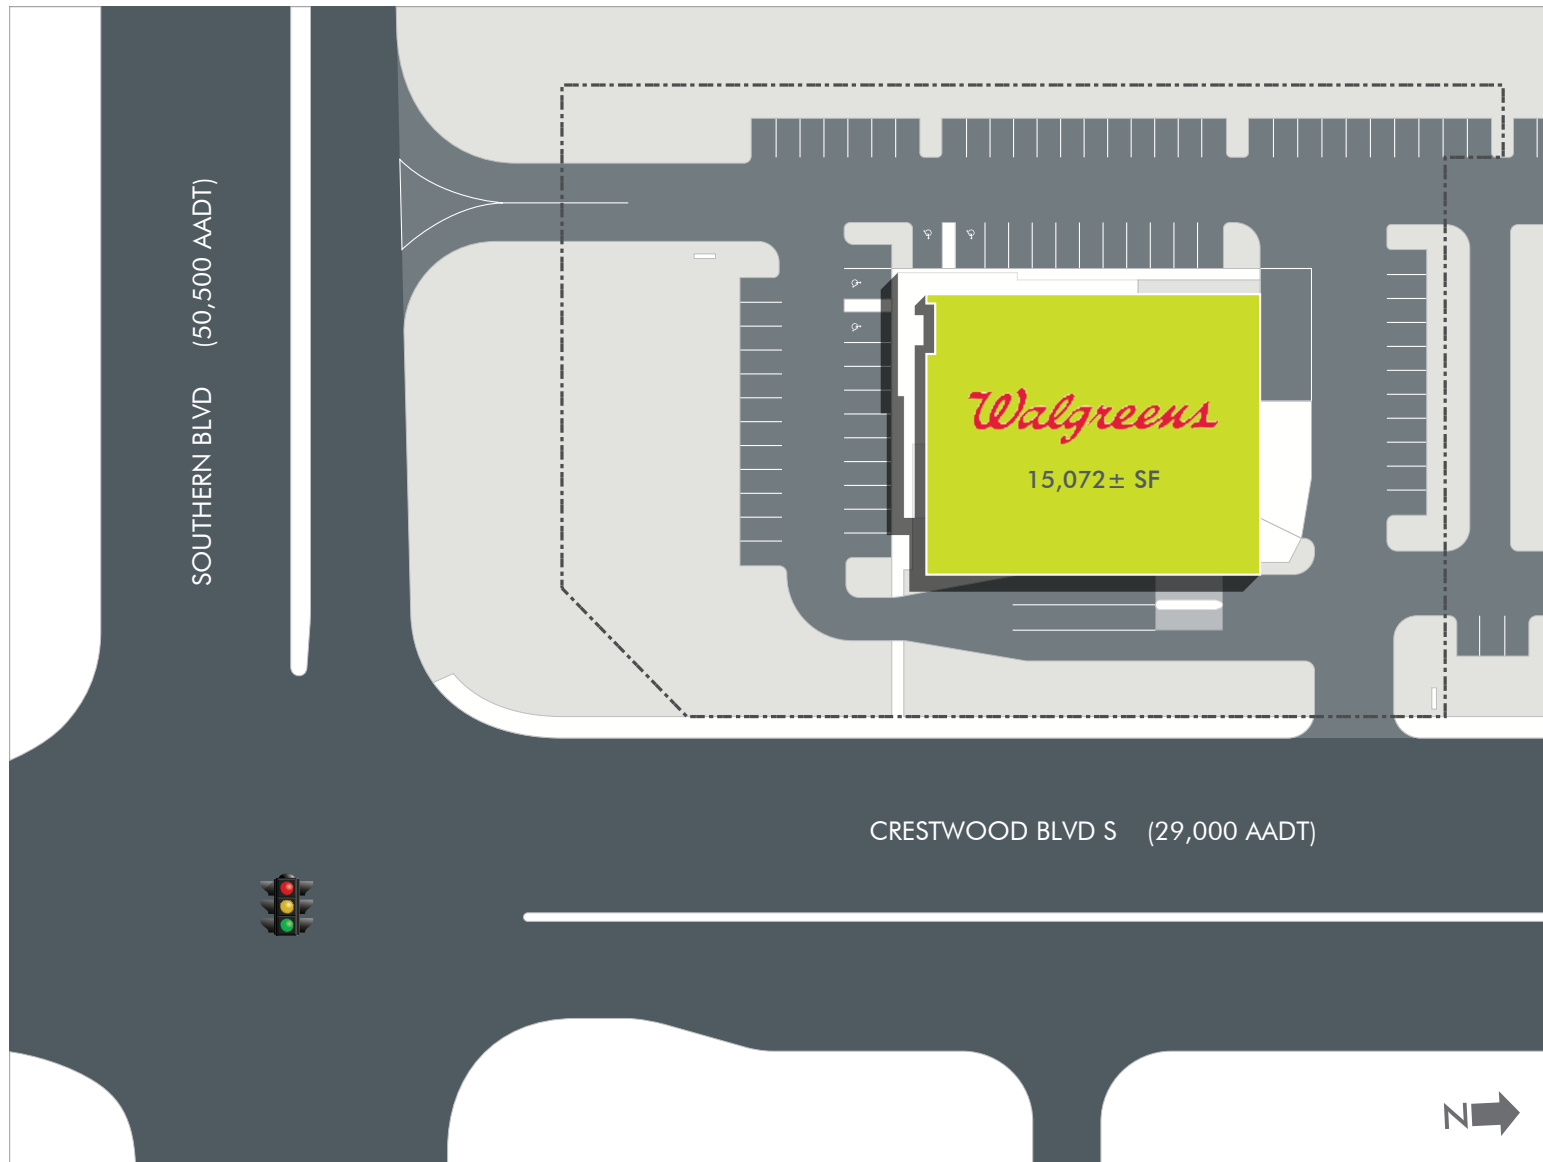 SOUTHERN BLVD (50,500 AADT)
Walgreens
15,072± SF
CRESTWOOD BLVD S (29,000 AADT)
N